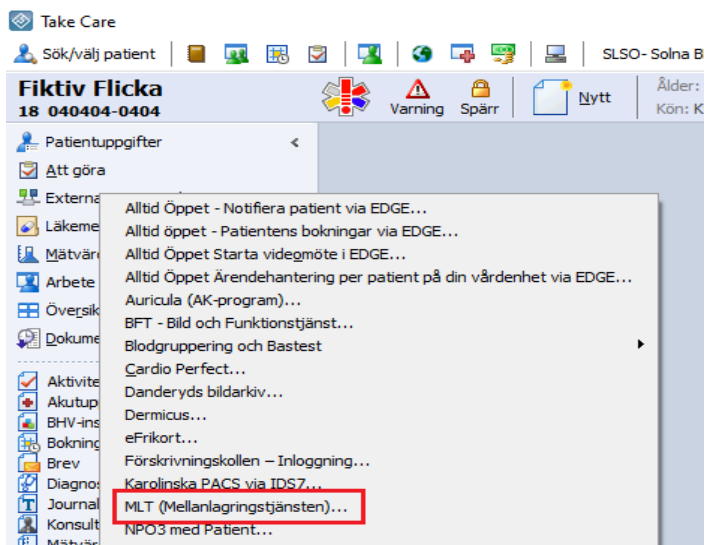 Take Care
Sök/välj patient
SLSO- Solna B
Fiktiv Flicka
18 040404-0404
Varning
Spärr
Nytt
Ålder:
Kön: K
Patientuppgifter
Att göra
Externa
Läkeme
Mätvär
Arbete
Översik
Dokume
Aktivite
Akutup
BHV-ins
Bokning
Brev
Diagnos
Journal
Konsult
Mätvär
Alltid Öppet - Notifiera patient via EDGE...
Alltid öppet - Patientens bokningar via EDGE...
Alltid Öppet Starta videomöte i EDGE...
Alltid Öppet Ärendehantering per patient på din vårdenhet via EDGE...
Auricula (AK-program)...
BFT - Bild och Funktionstjänst...
Blodgruppering och Bastest
Cardio Perfect...
Danderyds bildarkiv...
Dermicus...
eFrikort...
Förskrivningskollen – Inloggning...
Karolinska PACS via IDS7...
MLT (Mellanlagringstjänsten)...
NPO3 med Patient...